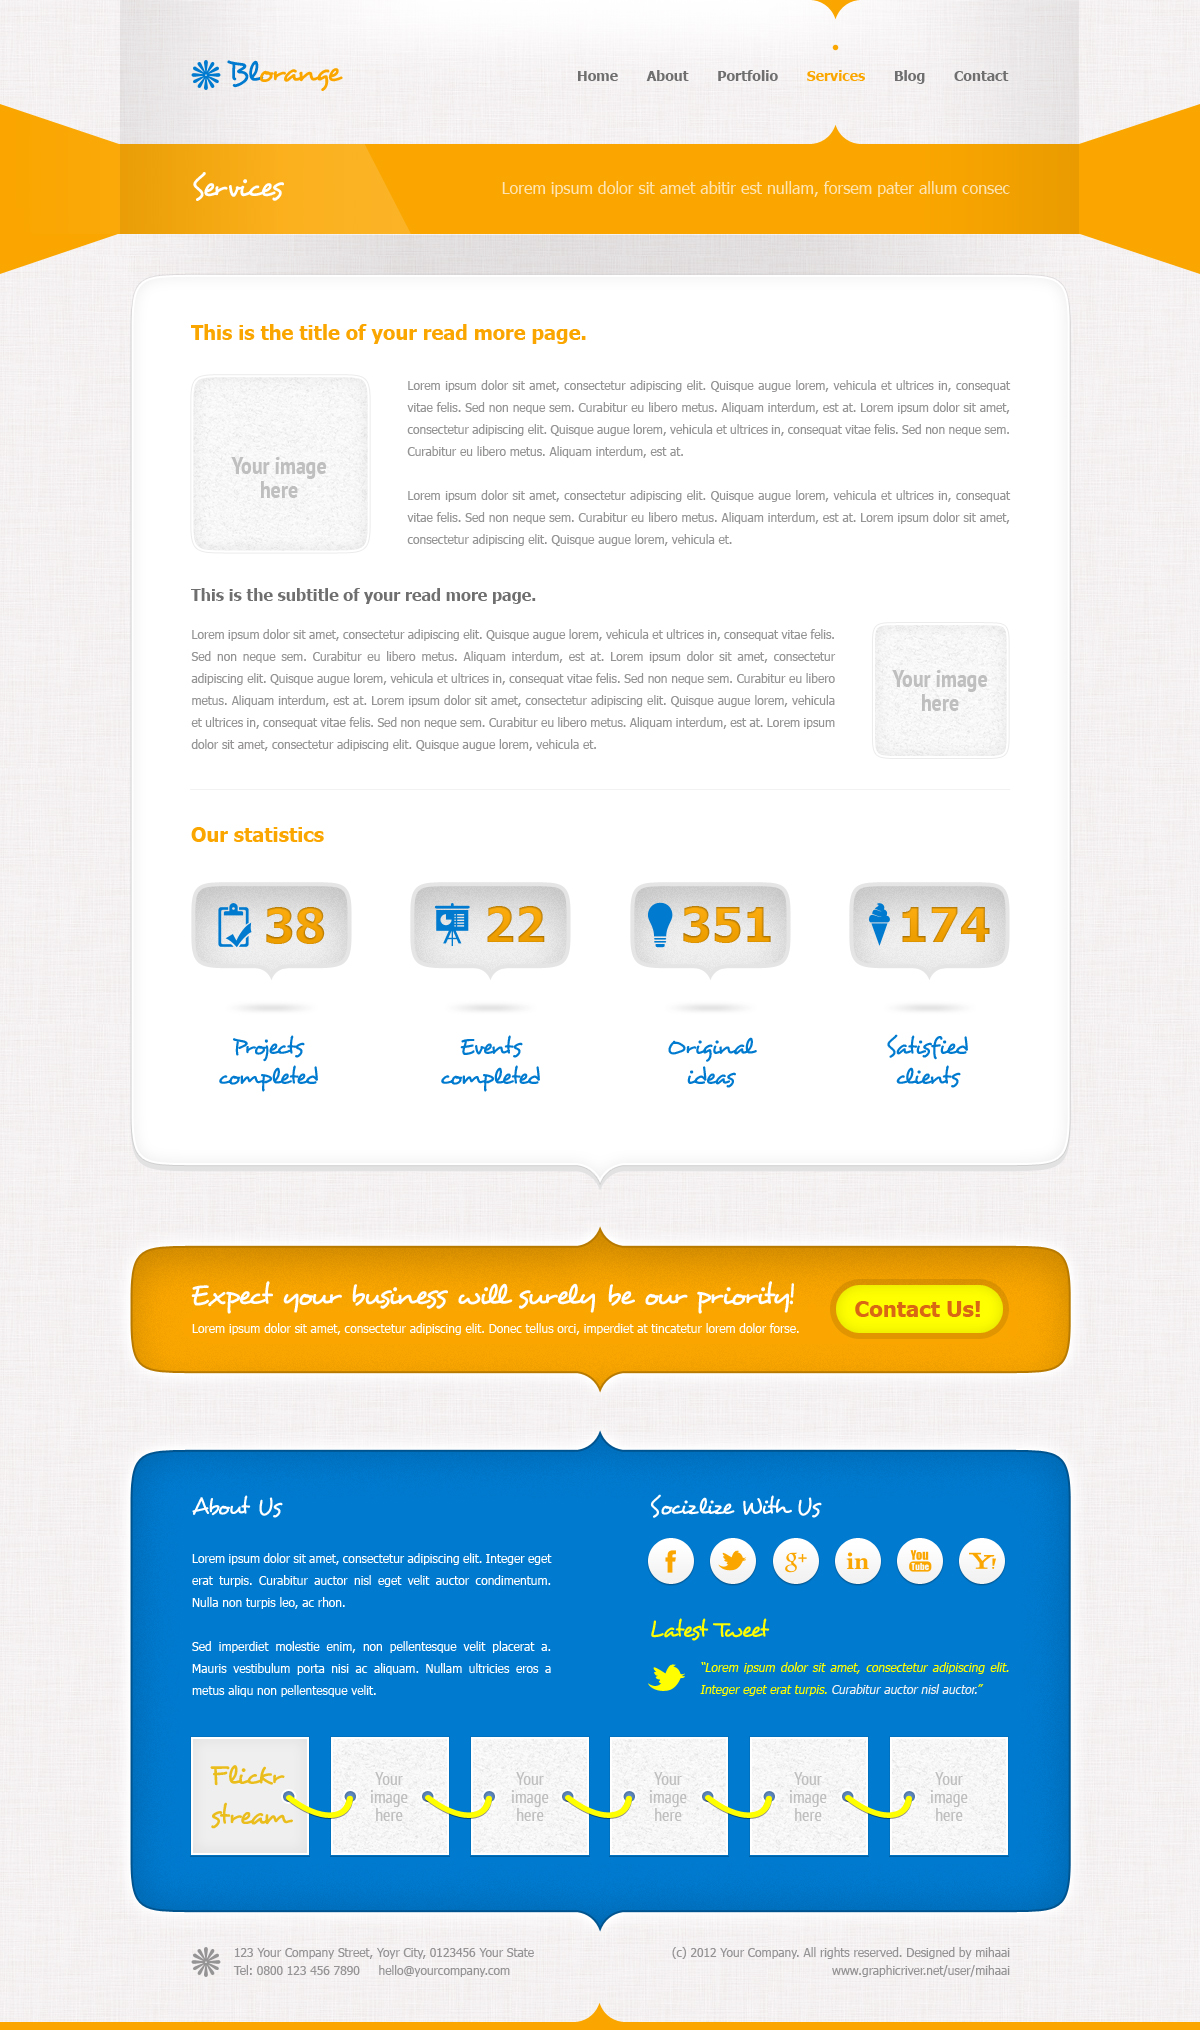 Blorange
Home About Portfolio Services Blog Contact
Services
Lorem ipsum dolor sit amet abitir est nullam, forsem pater allum consec
This is the title of your read more page.
Your image
here
Lorem ipsum dolor sit amet, consectetur adipiscing elit. Quisque augue lorem, vehicula et ultrices in, consequat
vitae felis. Sed non neque sem. Curabitur eu libero metus. Aliquam interdum, est at. Lorem ipsum dolor sit amet,
consectetur adipiscing elit. Quisque augue lorem, vehicula et ultrices in, consequat vitae felis. Sed non neque sem.
Curabitur eu libero metus. Aliquam interdum, est at.
Lorem ipsum dolor sit amet, consectetur adipiscing elit. Quisque augue lorem, vehicula et ultrices in, consequat
vitae felis. Sed non neque sem. Curabitur eu libero metus. Aliquam interdum, est at. Lorem ipsum dolor sit amet,
consectetur adipiscing elit. Quisque augue lorem, vehicula et.
This is the subtitle of your read more page.
Lorem ipsum dolor sit amet, consectetur adipiscing elit. Quisque augue lorem, vehicula et ultrices in, consequat vitae felis.
Sed non neque sem. Curabitur eu libero metus. Aliquam interdum, est at. Lorem ipsum dolor sit amet, consectetur
adipiscing elit. Quisque augue lorem, vehicula et ultrices in, consequat vitae felis. Sed non neque sem. Curabitur eu libero
metus. Aliquam interdum, est at. Lorem ipsum dolor sit amet, consectetur adipiscing elit. Quisque augue lorem, vehicula
et ultrices in, consequat vitae felis. Sed non neque sem. Curabitur eu libero metus. Aliquam interdum, est at. Lorem ipsum
dolor sit amet, consectetur adipiscing elit. Quisque augue lorem, vehicula et.
Your image
here
Our statistics
38
22
351
174
Projects
completed
Events
completed
Original
ideas
Satisfied
clients
Expect your business will surely be our priority!
Lorem ipsum dolor sit amet, consectetur adipiscing elit. Donec tellus orci, imperdiet at tincatetur lorem dolor forse.
Contact Us!
About Us
Lorem ipsum dolor sit amet, consectetur adipiscing elit. Integer eget
erat turpis. Curabitur auctor nisl eget velit auctor condimentum.
Nulla non turpis leo, ac rhon.
Sed imperdiet molestie enim, non pellentesque velit placerat a.
Mauris vestibulum porta nisi ac aliquam. Nullam ultricies eros a
metus aliqu non pellentesque velit.
Socizlize With Us
f g+ in You Tube Y!
Latest Tweet
“Lorem ipsum dolor sit amet, consectetur adipiscing elit.
Integer eget erat turpis. Curabitur auctor nisl auctor.”
Flickr
stream
Your
image
here
Your
image
here
Your
image
here
Your
image
here
Your
image
here
123 Your Company Street, Yoyr City, 0123456 Your State
Tel: 0800 123 456 7890 hello@yourcompany.com
(c) 2012 Your Company. All rights reserved. Designed by mihaai
www.graphicriver.net/user/mihaai